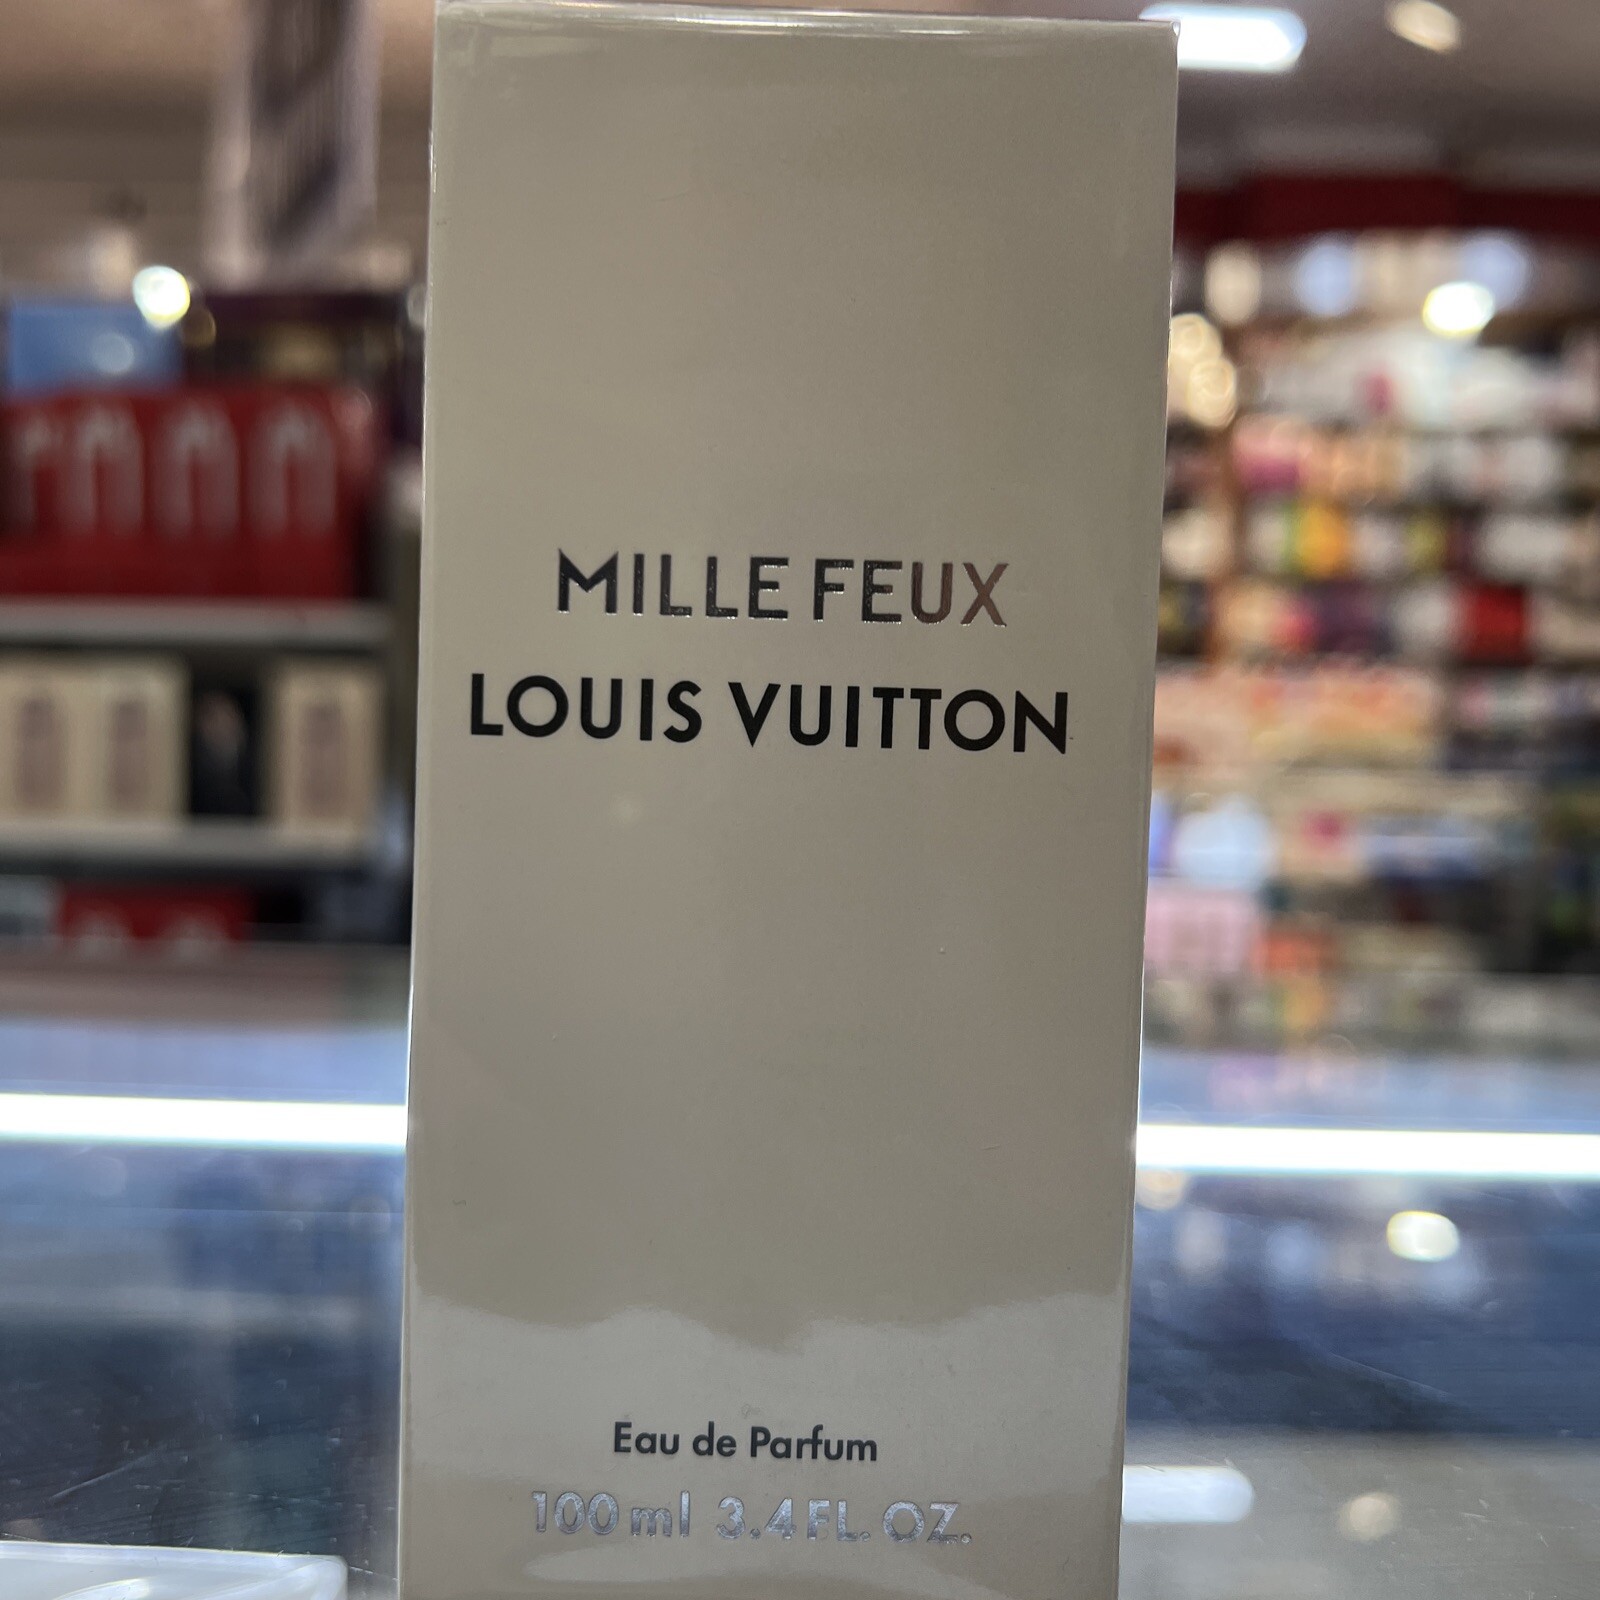 MILLE FEUX
LOUIS VUITTON
Eau de Parfum
100 ml 3.4 FL. OZ.